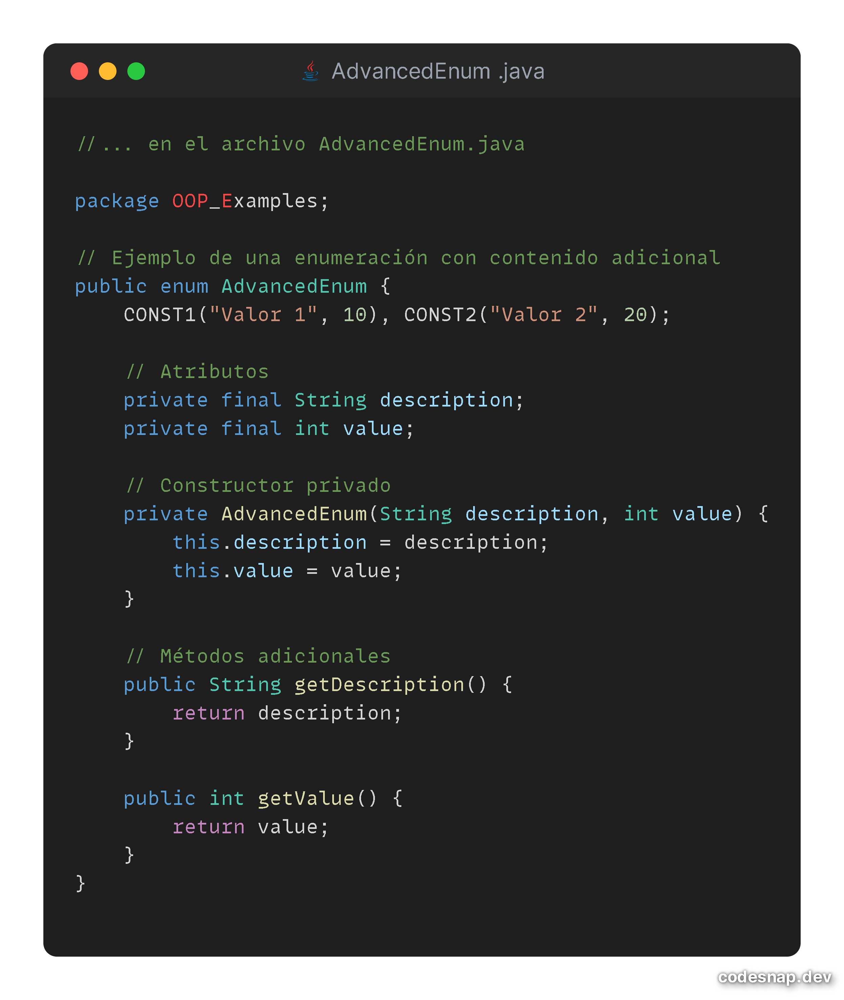 AdvancedEnum .java
//... en el archivo AdvancedEnum.java
package OOP_Examples;
// Ejemplo de una enumeración con contenido adicional
public enum AdvancedEnum {
CONST1("Valor 1", 10), CONST2("Valor 2", 20);
// Atributos
private final String description;
private final int value;
// Constructor privado
private AdvancedEnum(String description, int value) {
this.description = description;
this.value = value;
}
// Métodos adicionales
public String getDescription() {
return description;
}
public int getValue() {
return value;
}
}
codesnap.dev